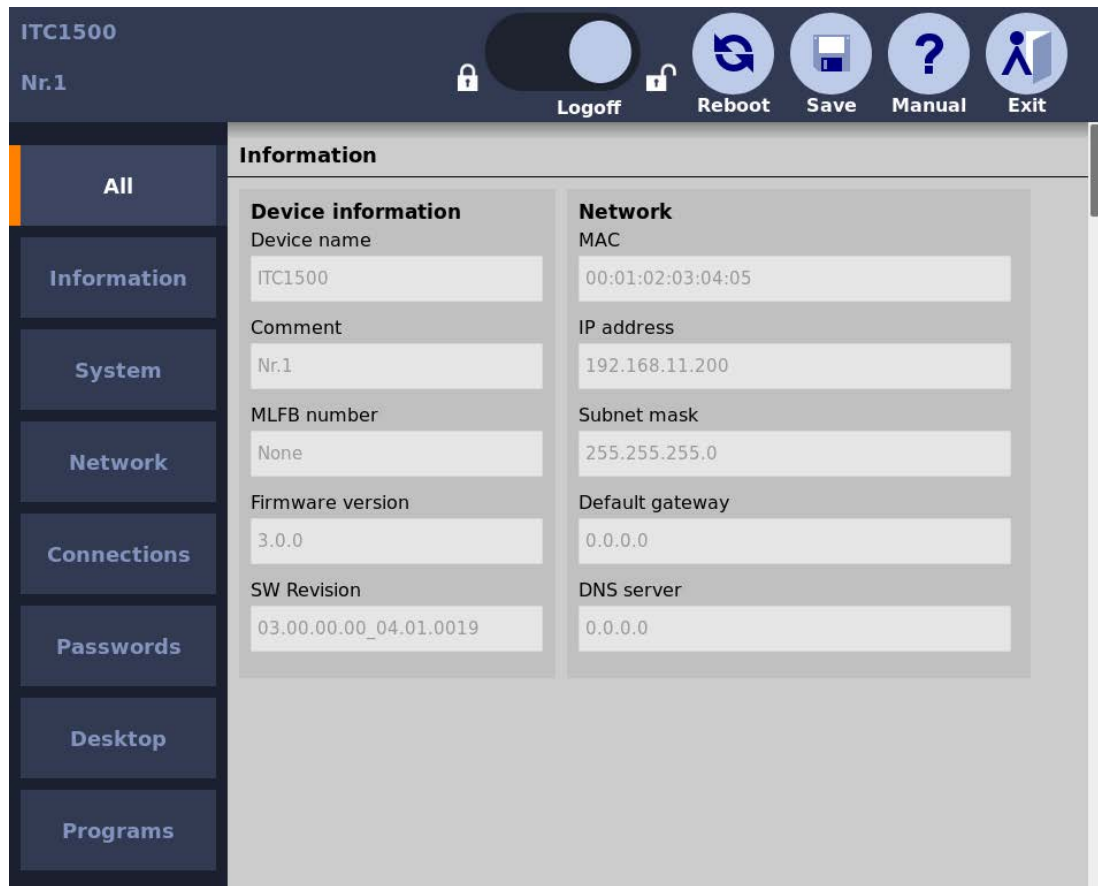 ITC1500
Nr.1
Logoff
Reboot
Save
?
Manual
Exit
All
Information
System
Network
Connections
Passwords
Desktop
Programs
Information
Device information
Device name
ITC1500
Comment
Nr.1
MLFB number
None
Firmware version
3.0.0
SW Revision
03.00.00.00_04.01.0019
Network
MAC
00:01:02:03:04:05
IP address
192.168.11.200
Subnet mask
255.255.255.0
Default gateway
0.0.0.0
DNS server
0.0.0.0